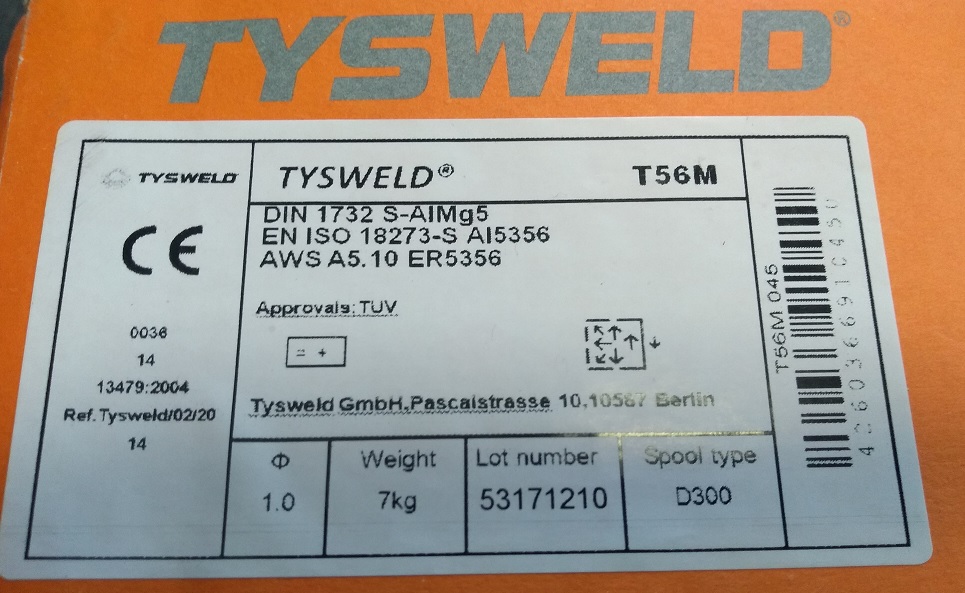 TYSWELD®
TYSWELD
0036
14
13479:2004
Ref. Tysweld/02/20
14
TYSWELD® T56M
DIN 1732 S-AlMg5
EN ISO 18273-S Al5356
AWS A5.10 ER5356
Approvals: TUV
= +
Tysweld GmbH,Pascalstrasse 10,10587 Berlin
Φ Weight Lot number Spool type
1.0 7kg 53171210 D300
T56M 045